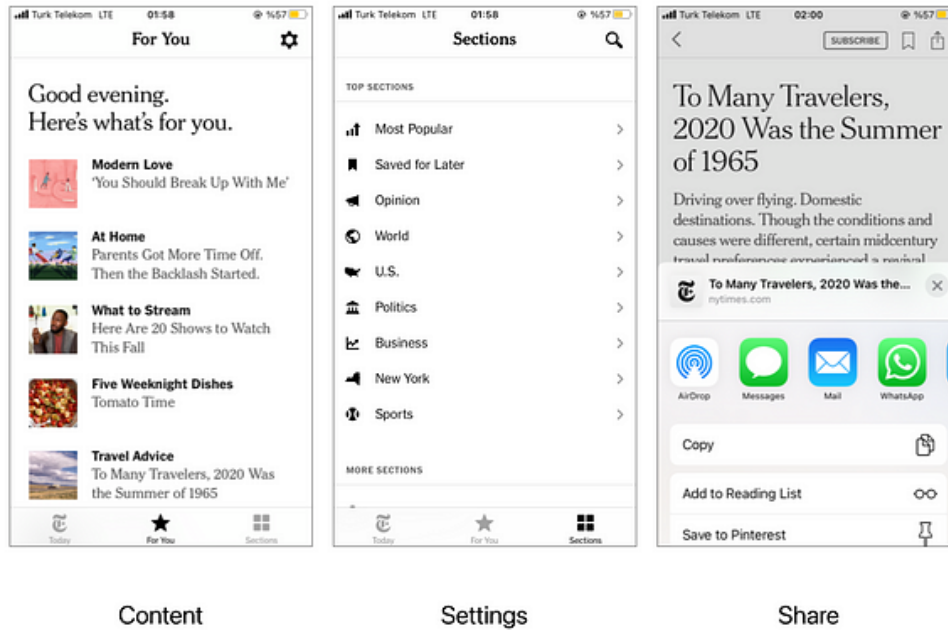 Turk Telekom LTE 01:58 %57
For You
Good evening.
Here's what's for you.
Modern Love
'You Should Break Up With Me'
At Home
Parents Got More Time Off.
Then the Backlash Started.
What to Stream
Here Are 20 Shows to Watch
This Fall
Five Weeknight Dishes
Tomato Time
Travel Advice
To Many Travelers, 2020 Was
the Summer of 1965
Today For You Sections
Content
Turk Telekom LTE 01:58 %57
Sections
TOP SECTIONS
Most Popular
Saved for Later
Opinion
World
U.S.
Politics
Business
New York
Sports
MORE SECTIONS
Today For You Sections
Settings
Turk Telekom LTE 02:00 %57
SUBSCRIBE
To Many Travelers,
2020 Was the Summer
of 1965
Driving over flying. Domestic
destinations. Though the conditions and
causes were different, certain midcentury
travel preferences experienced a revival
To Many Travelers, 2020 Was the...
nytimes.com
AirDrop Messages Mail WhatsApp
Copy
Add to Reading List
Save to Pinterest
Share